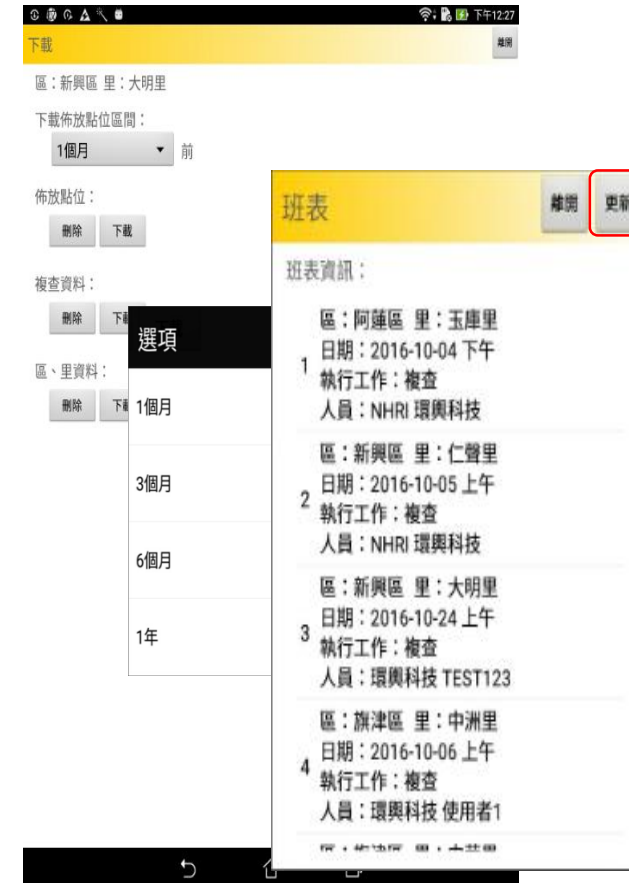 下午12:27
下載
離開
區：新興區 里：大明里
下載佈放點位區間：
1個月 前
佈放點位：
刪除 下載
複查資料：
刪除 下載
區、里資料：
刪除 下載
選項
1個月
3個月
6個月
1年
班表
離開
更新
班表資訊：
1
區：阿蓮區 里：玉庫里
日期：2016-10-04 下午
執行工作：複查
人員：NHRI 環興科技
2
區：新興區 里：仁聲里
日期：2016-10-05 上午
執行工作：複查
人員：NHRI 環興科技
3
區：新興區 里：大明里
日期：2016-10-24 上午
執行工作：複查
人員：環興科技 TEST123
4
區：旗津區 里：中洲里
日期：2016-10-06 上午
執行工作：複查
人員：環興科技 使用者1